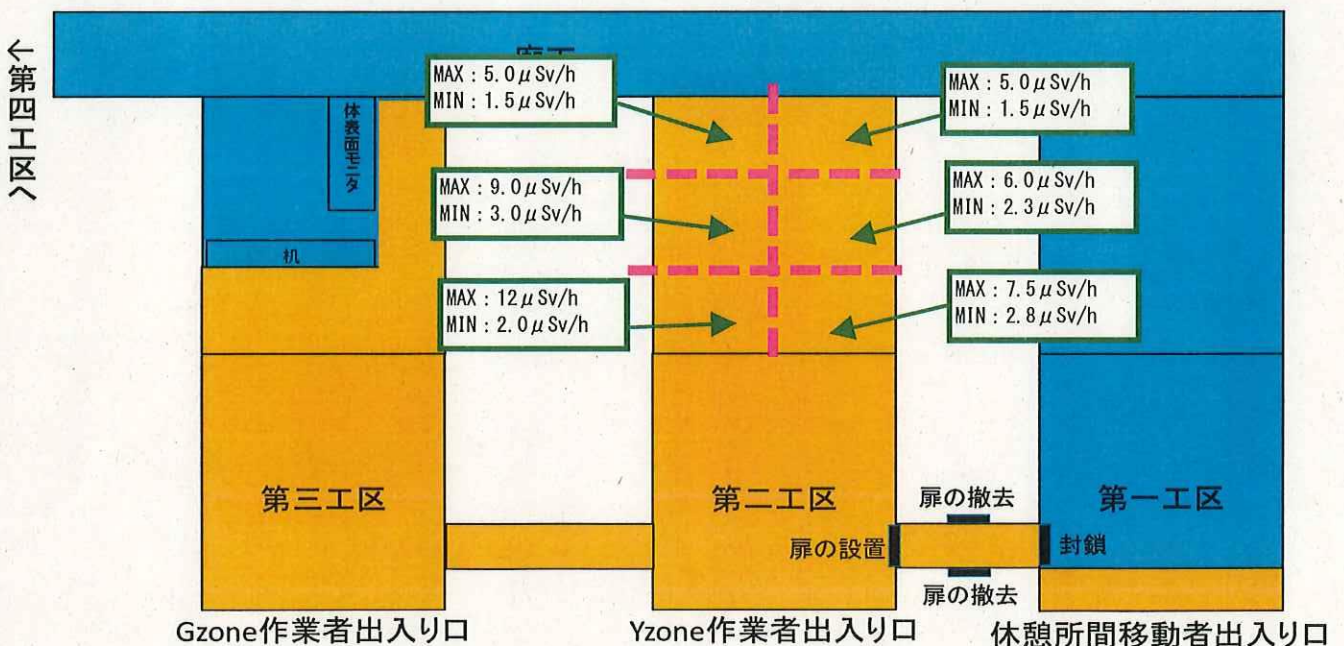 ←第四工区へ
MAX：5.0μSv/h
MIN：1.5μSv/h
MAX：5.0μSv/h
MIN：1.5μSv/h
体表面モニタ
MAX：9.0μSv/h
MIN：3.0μSv/h
MAX：6.0μSv/h
MIN：2.3μSv/h
机
MAX：12μSv/h
MIN：2.0μSv/h
MAX：7.5μSv/h
MIN：2.8μSv/h
第三工区
第二工区
扉の撤去
第一工区
扉の設置
封鎖
扉の撤去
Gzone作業者出入り口
Yzone作業者出入り口
休憩所間移動者出入り口